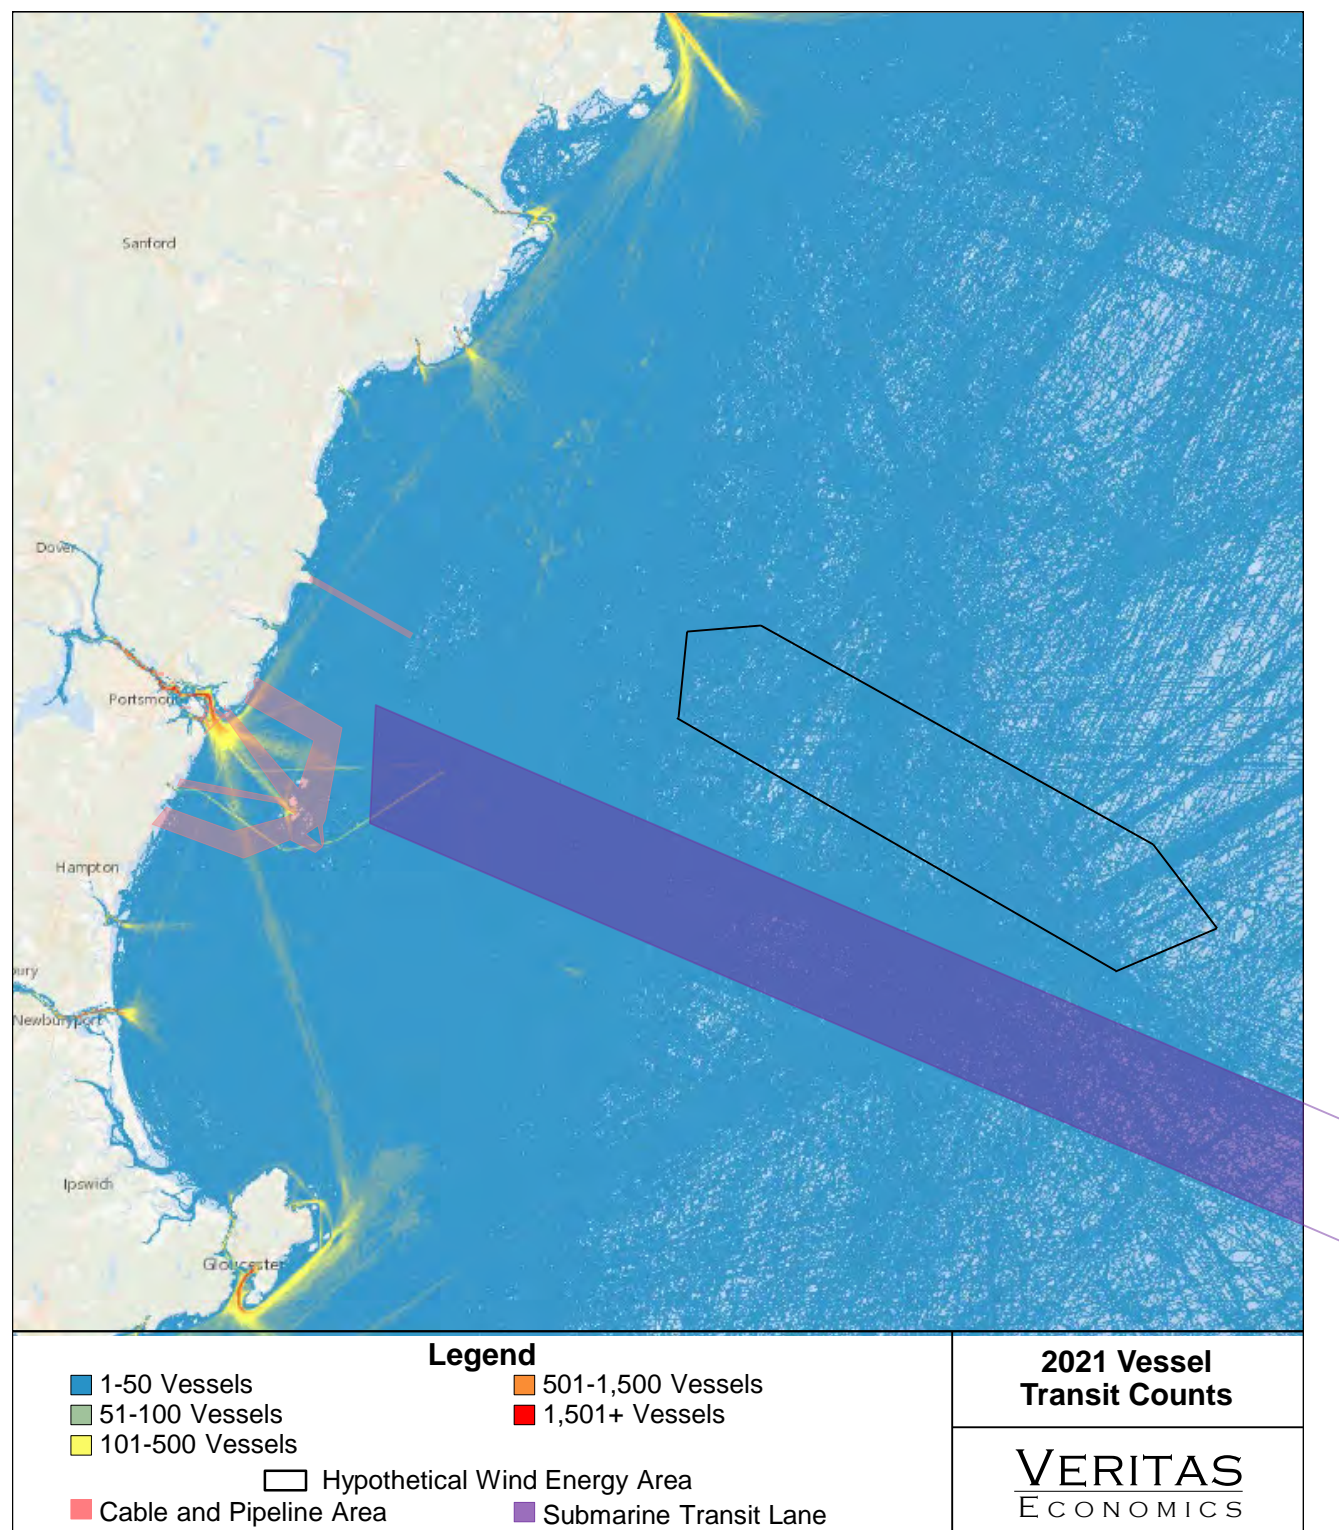 Sanford
Dover
Portsmou
Hampton
bury
Newburyport
Ipswich
Gloucester
Legend
1-50 Vessels
501-1,500 Vessels
51-100 Vessels
1,501+ Vessels
101-500 Vessels
Hypothetical Wind Energy Area
Cable and Pipeline Area
Submarine Transit Lane
2021 Vessel
Transit Counts
VERITAS
ECONOMICS